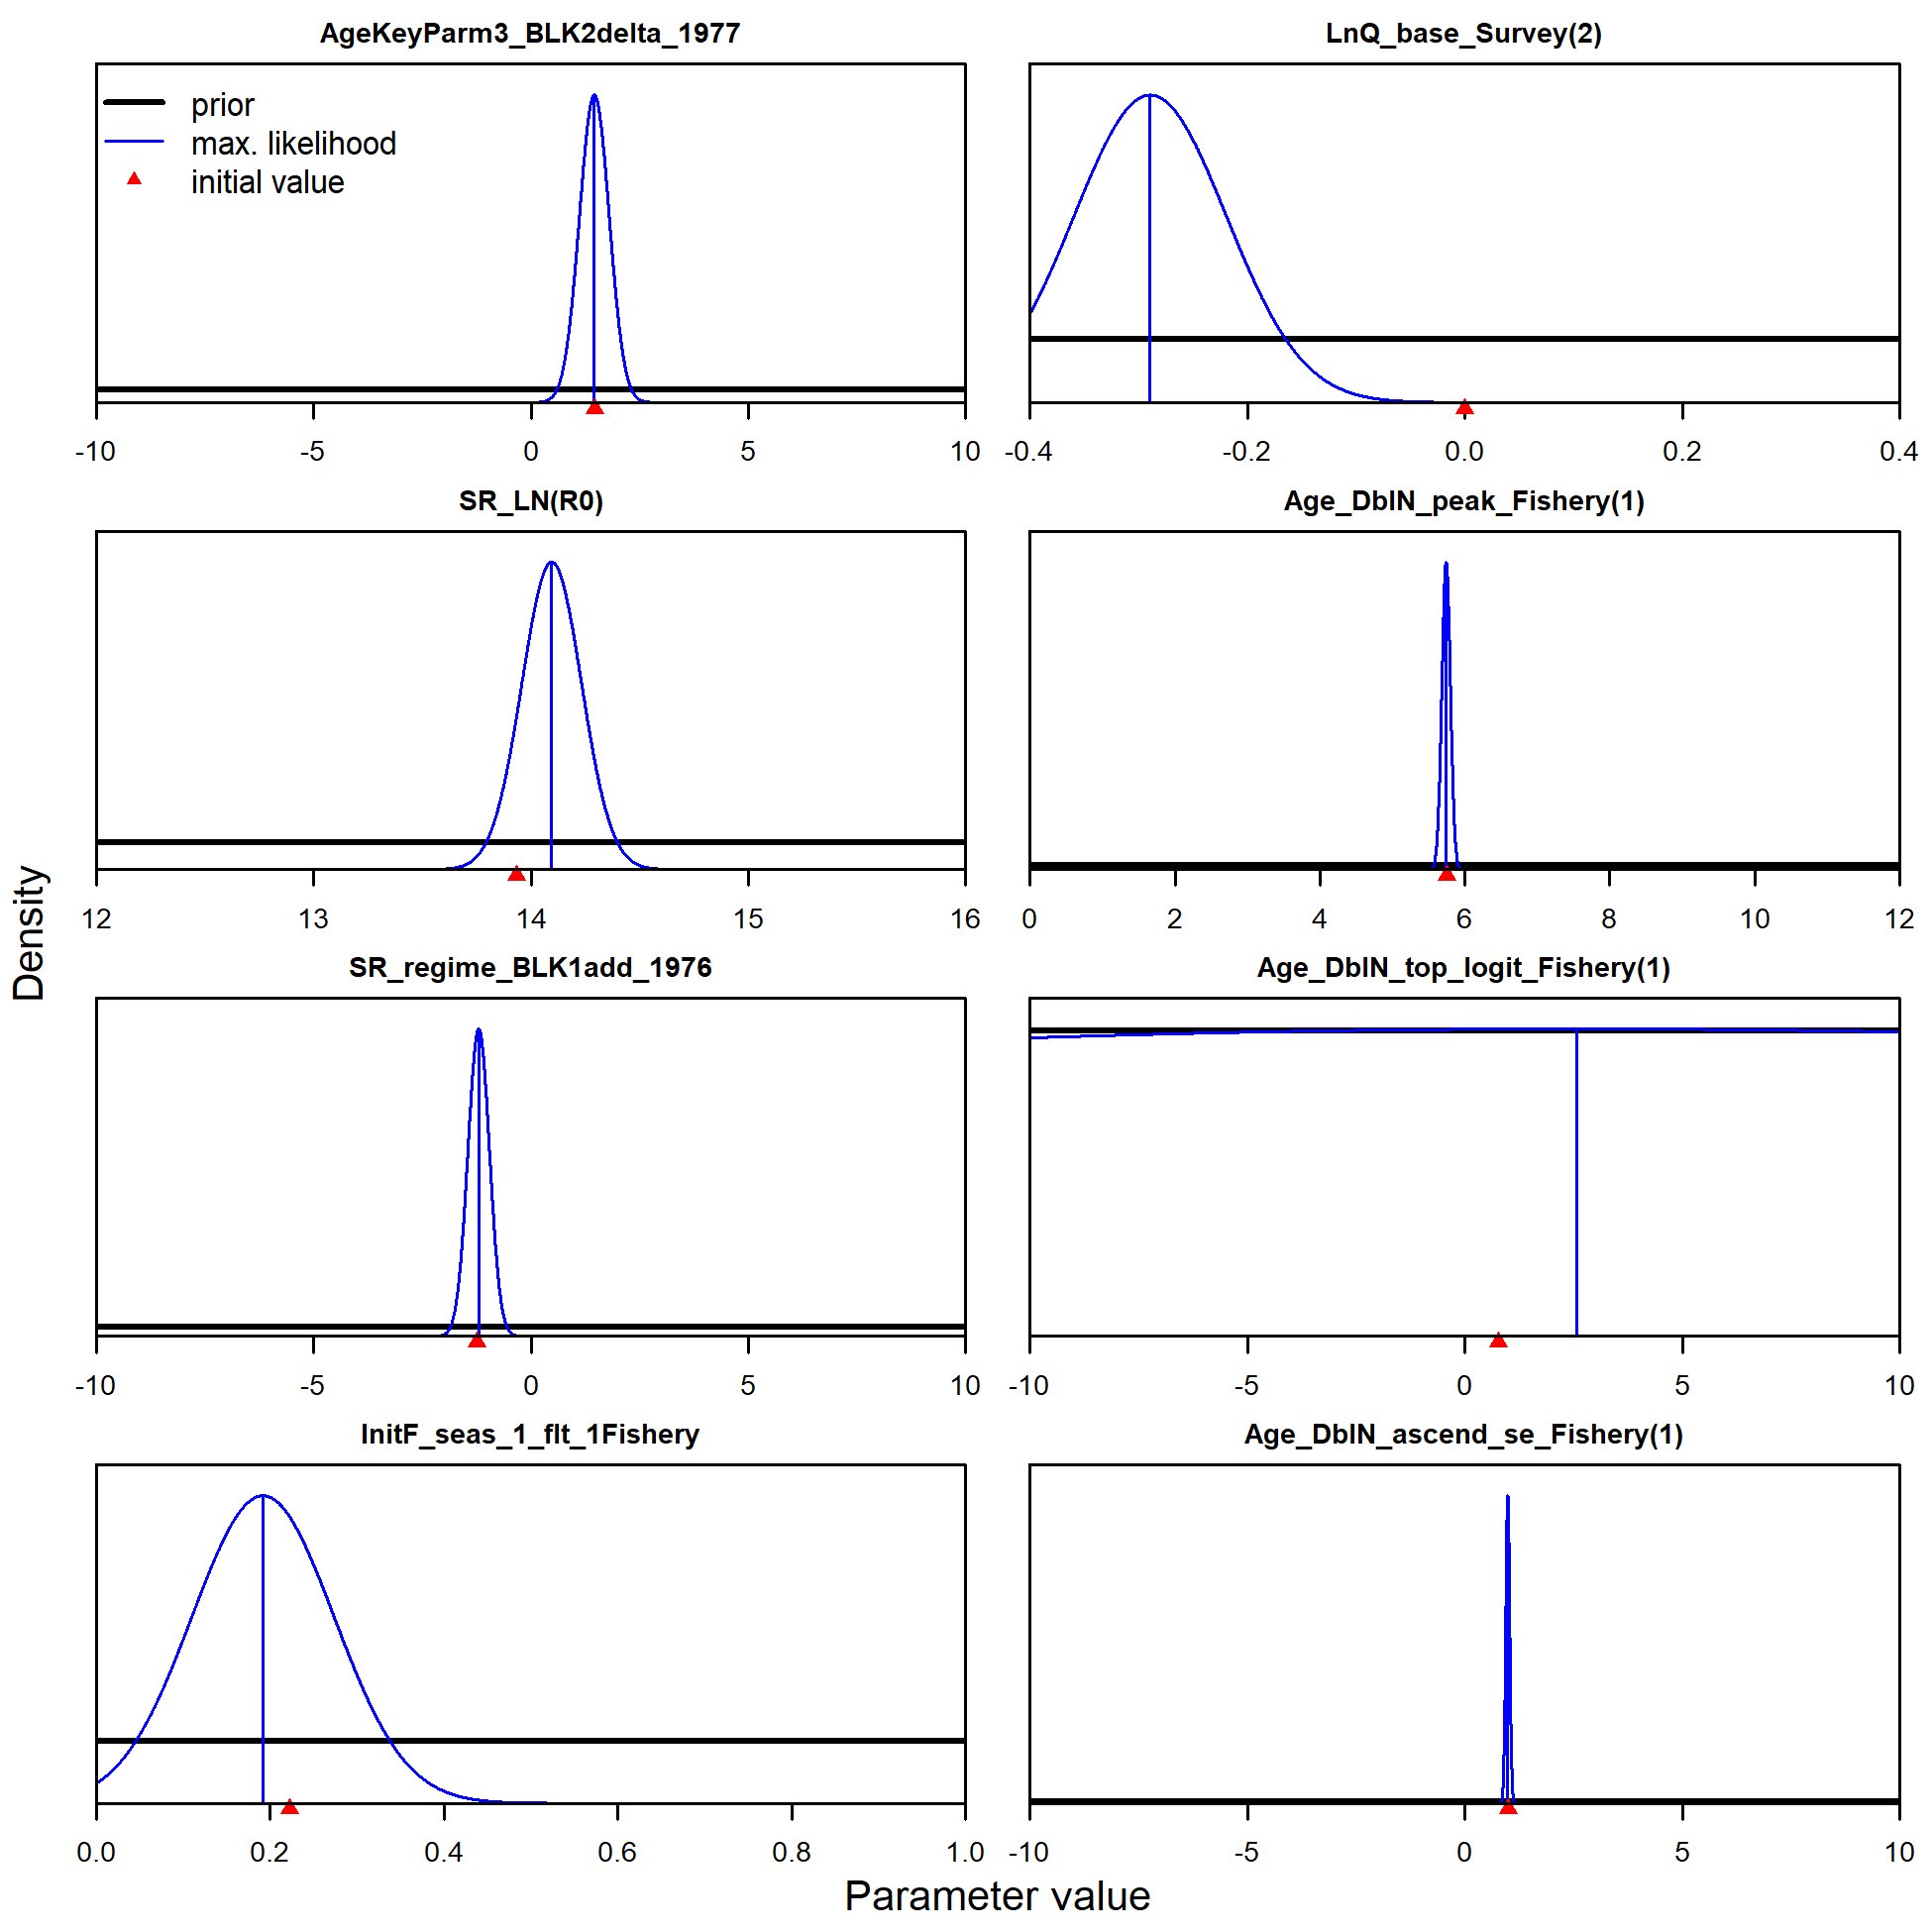 AgeKeyParm3_BLK2delta_1977
prior
max. likelihood
initial value
-10 -5 0 5 10
LnQ_base_Survey(2)
-0.4 -0.2 0.0 0.2 0.4
SR_LN(R0)
12 13 14 15 16
Age_DblN_peak_Fishery(1)
0 2 4 6 8 10 12
SR_regime_BLK1add_1976
-10 -5 0 5 10
Age_DblN_top_logit_Fishery(1)
-10 -5 0 5 10
InitF_seas_1_flt_1Fishery
0.0 0.2 0.4 0.6 0.8 1.0
Age_DblN_ascend_se_Fishery(1)
-10 -5 0 5 10
Density
Parameter value